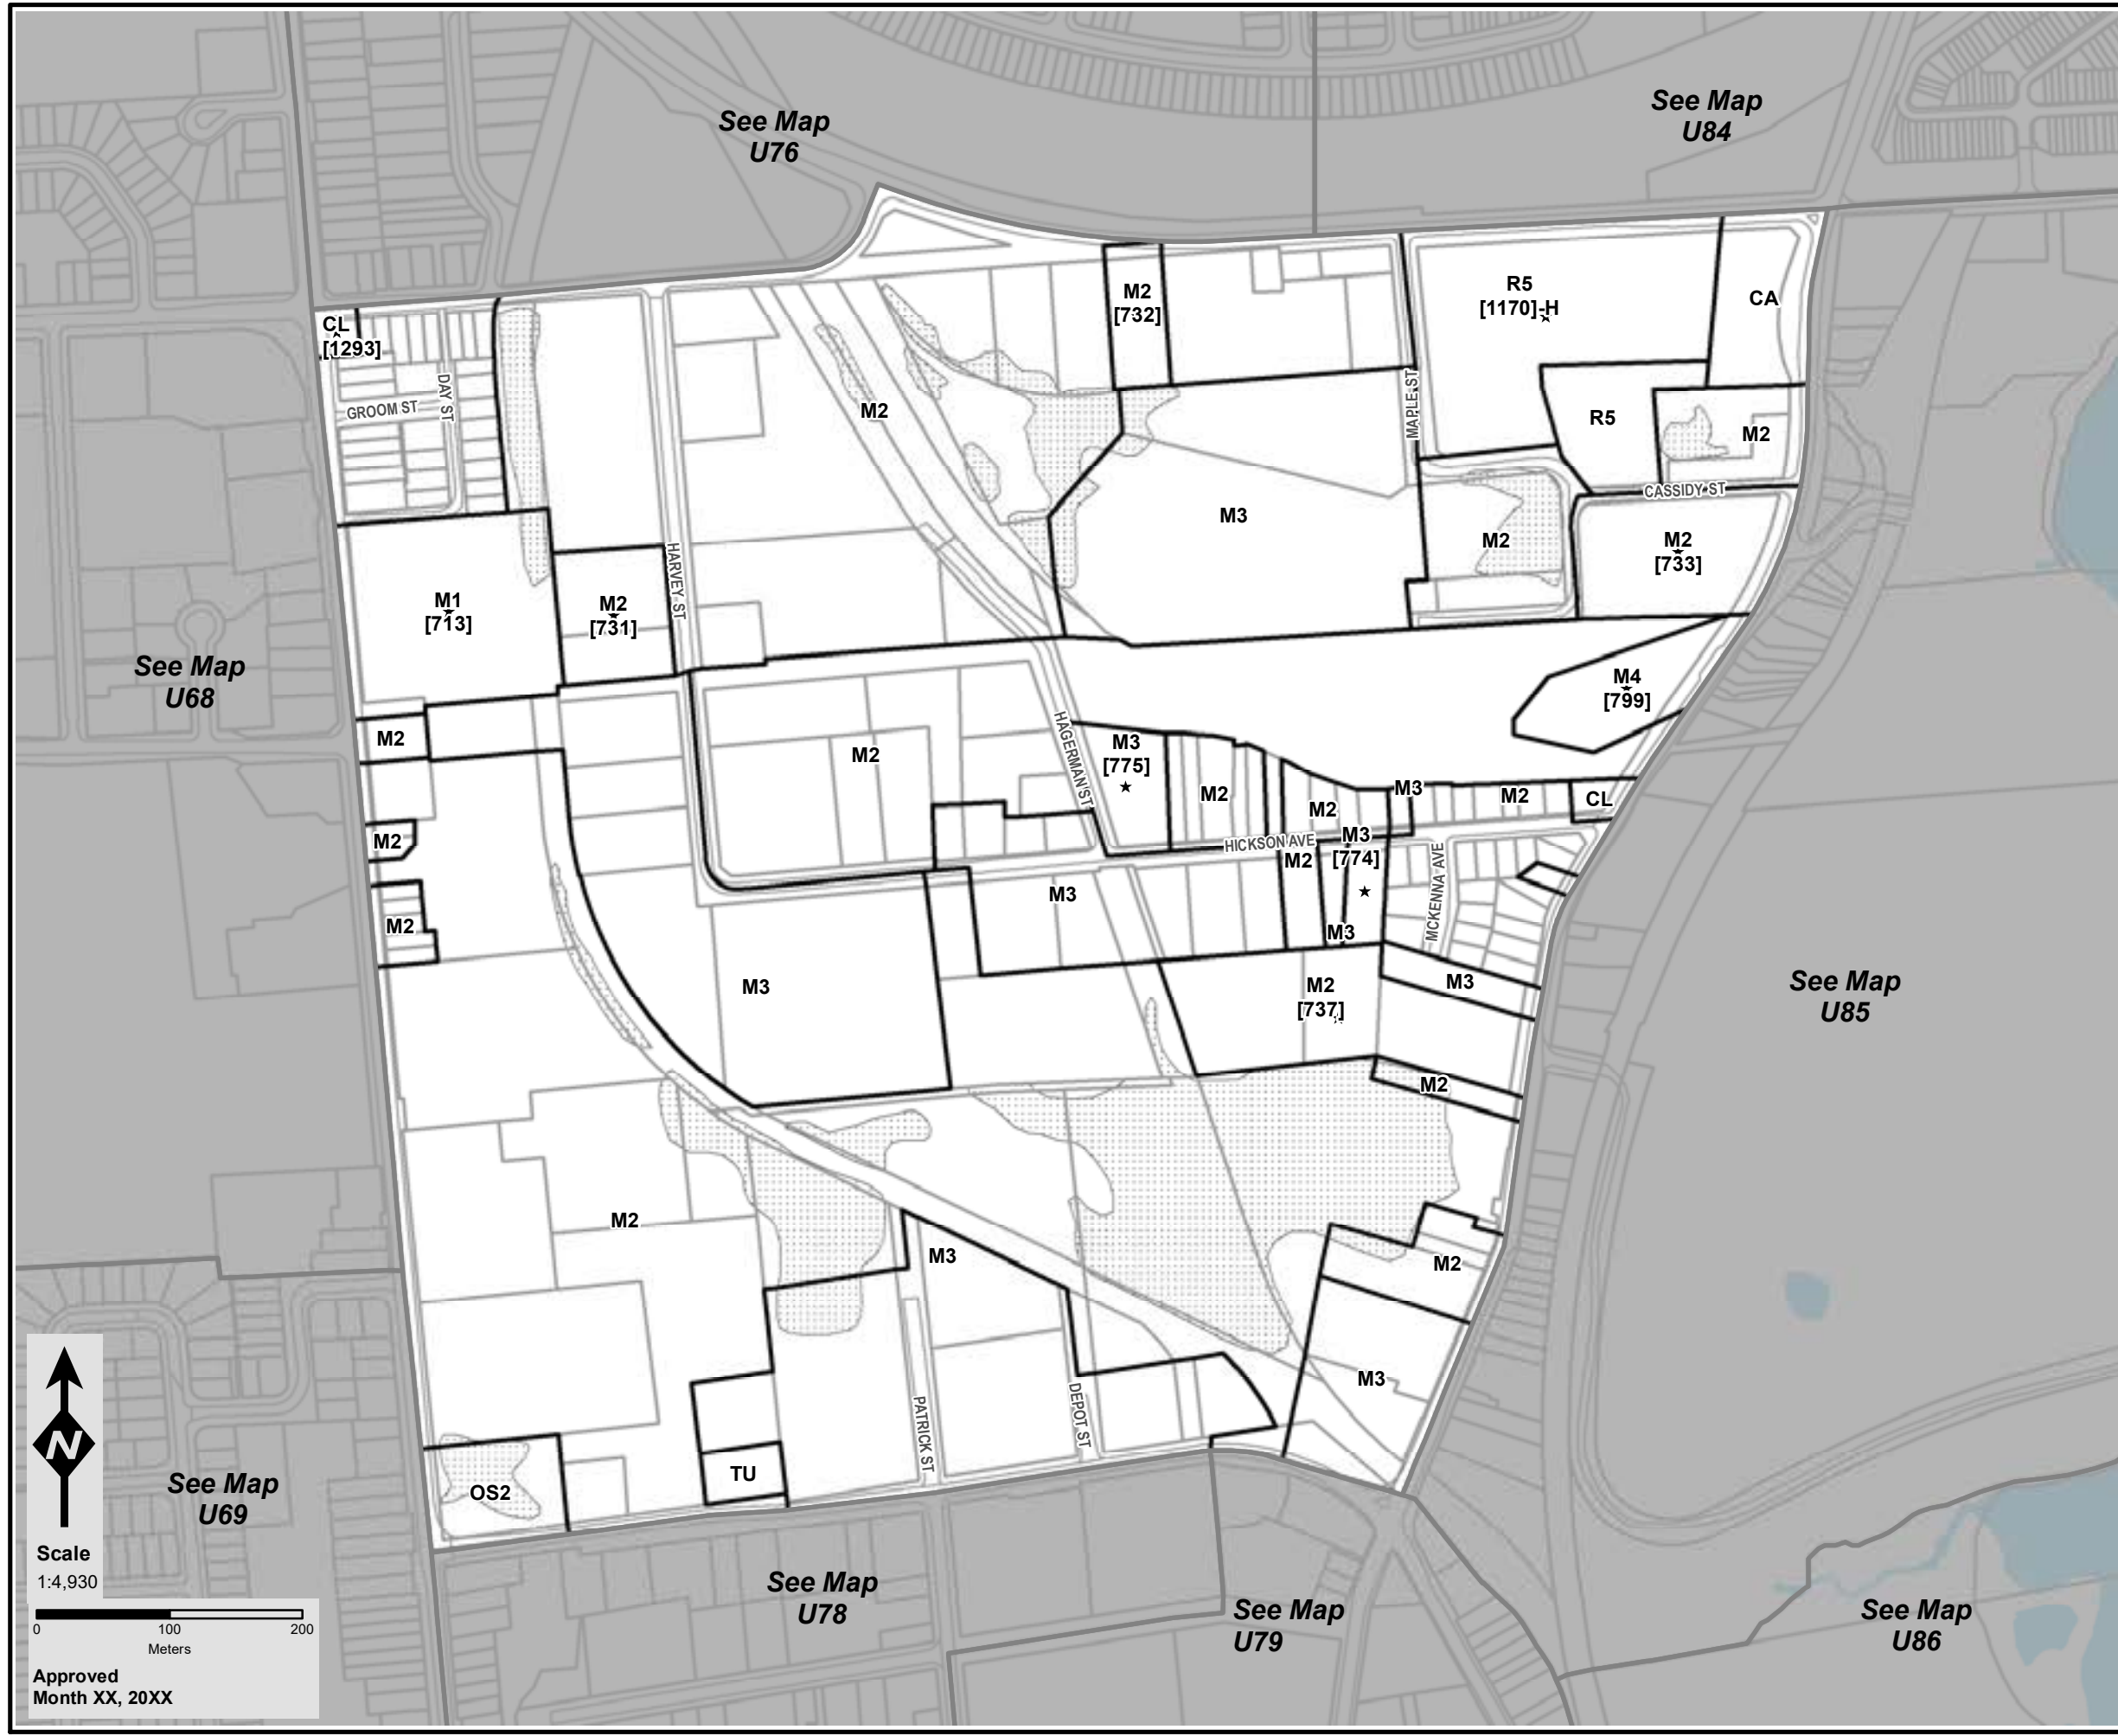 See Map
U76
See Map
U84
M2
[732]
R5
[1170]-H
CA
CL
[1293]
DAY ST
GROOM ST
M2
MAPLE ST
R5
M2
CASSIDY ST
M3
M2
M2
[733]
HARVEY ST
M1
[713]
M2
[731]
See Map
U68
M4
[799]
M2
M2
HAGERMAN ST
M3
[775]
M2
M2
M3
M2
CL
M2
HICKSON AVE
M3
[774]
M2
MCKENNA AVE
M3
M2
M3
M3
M3
M2
[737]
See Map
U85
M2
M2
M3
M2
M3
PATRICK ST
DEPOT ST
TU
OS2
N
See Map
U69
Scale
1:4,930
0 100 200
Meters
Approved
Month XX, 20XX
See Map
U78
See Map
U79
See Map
U86